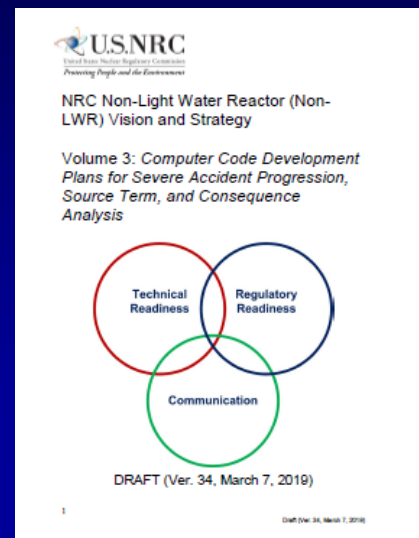 U.S.NRC
United States Nuclear Regulatory Commission
Protecting People and the Environment
NRC Non-Light Water Reactor (Non-
LWR) Vision and Strategy
Volume 3: Computer Code Development
Plans for Severe Accident Progression,
Source Term, and Consequence
Analysis
Technical
Readiness
Regulatory
Readiness
Communication
DRAFT (Ver. 34, March 7, 2019)
1
Draft (Ver. 34, March 7, 2019)